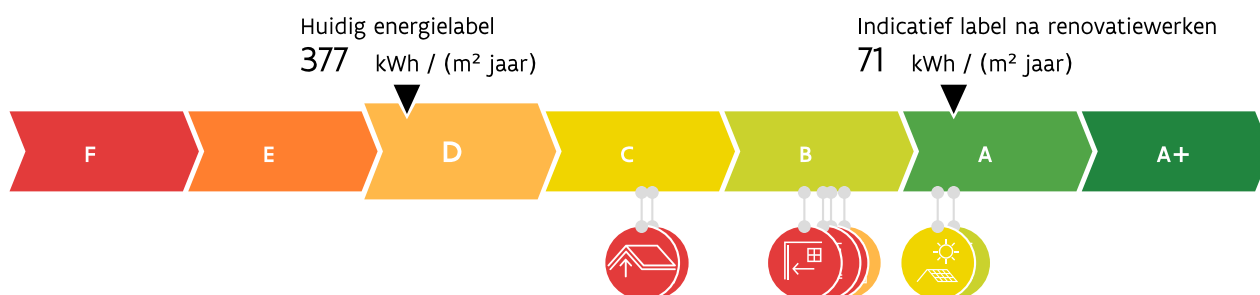 Huidig energielabel
377 kWh / (m² jaar)
Indicatief label na renovatiewerken
71 kWh / (m² jaar)
F E D C B A A+